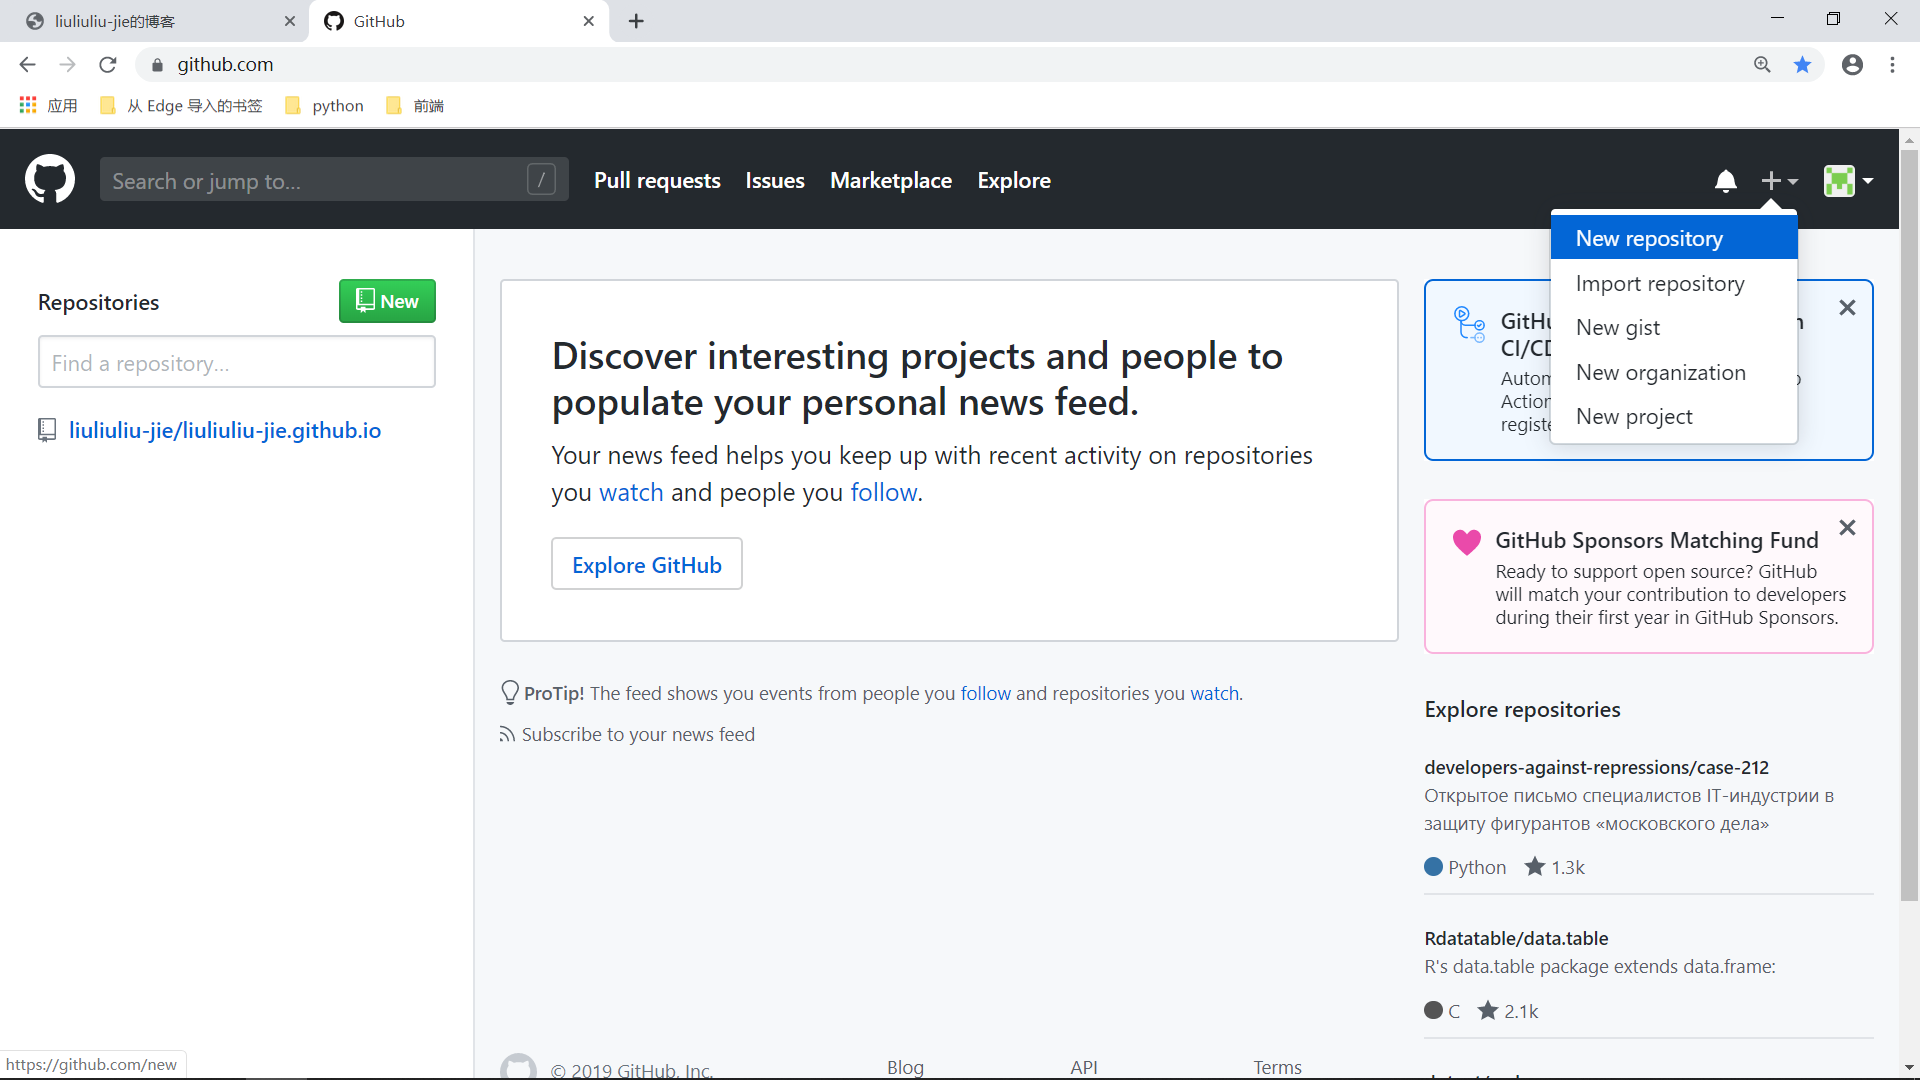 liuliuliu-jie的博客
GitHub
github.com
应用
从 Edge 导入的书签
python
前端
Search or jump to...
/
Pull requests
Issues
Marketplace
Explore
New repository
Import repository
New gist
New organization
New project
Repositories
New
Find a repository...
liuliuliu-jie/liuliuliu-jie.github.io
Discover interesting projects and people to
populate your personal news feed.
Your news feed helps you keep up with recent activity on repositories
you watch and people you follow.
Explore GitHub
ProTip! The feed shows you events from people you follow and repositories you watch.
Subscribe to your news feed
CI/CD
GitHub Sponsors Matching Fund
Ready to support open source? GitHub
will match your contribution to developers
during their first year in GitHub Sponsors.
Explore repositories
developers-against-repressions/case-212
Открытое письмо специалистов IT-индустрии в
защиту фигурантов «московского дела»
Python
1.3k
Rdatatable/data.table
R's data.table package extends data.frame:
C
2.1k
© 2019 GitHub, Inc.
Blog
API
Terms
https://github.com/new